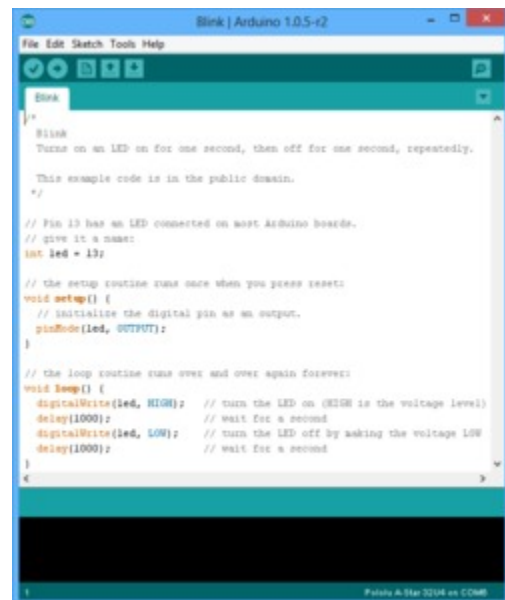 Blink | Arduino 1.0.5-r2
File Edit Sketch Tools Help
Blink
/*
Blink
Turns on an LED on for one second, then off for one second, repeatedly.
This example code is in the public domain.
*/
// Pin 13 has an LED connected on most Arduino boards.
// give it a name:
int led = 13;
// the setup routine runs once when you press reset:
void setup() {
// initialize the digital pin as an output.
pinMode(led, OUTPUT);
}
// the loop routine runs over and over again forever:
void loop() {
digitalWrite(led, HIGH);   // turn the LED on (HIGH is the voltage level)
delay(1000);               // wait for a second
digitalWrite(led, LOW);    // turn the LED off by making the voltage LOW
delay(1000);               // wait for a second
}
1 Pololu A-Star 32U4 on COM8